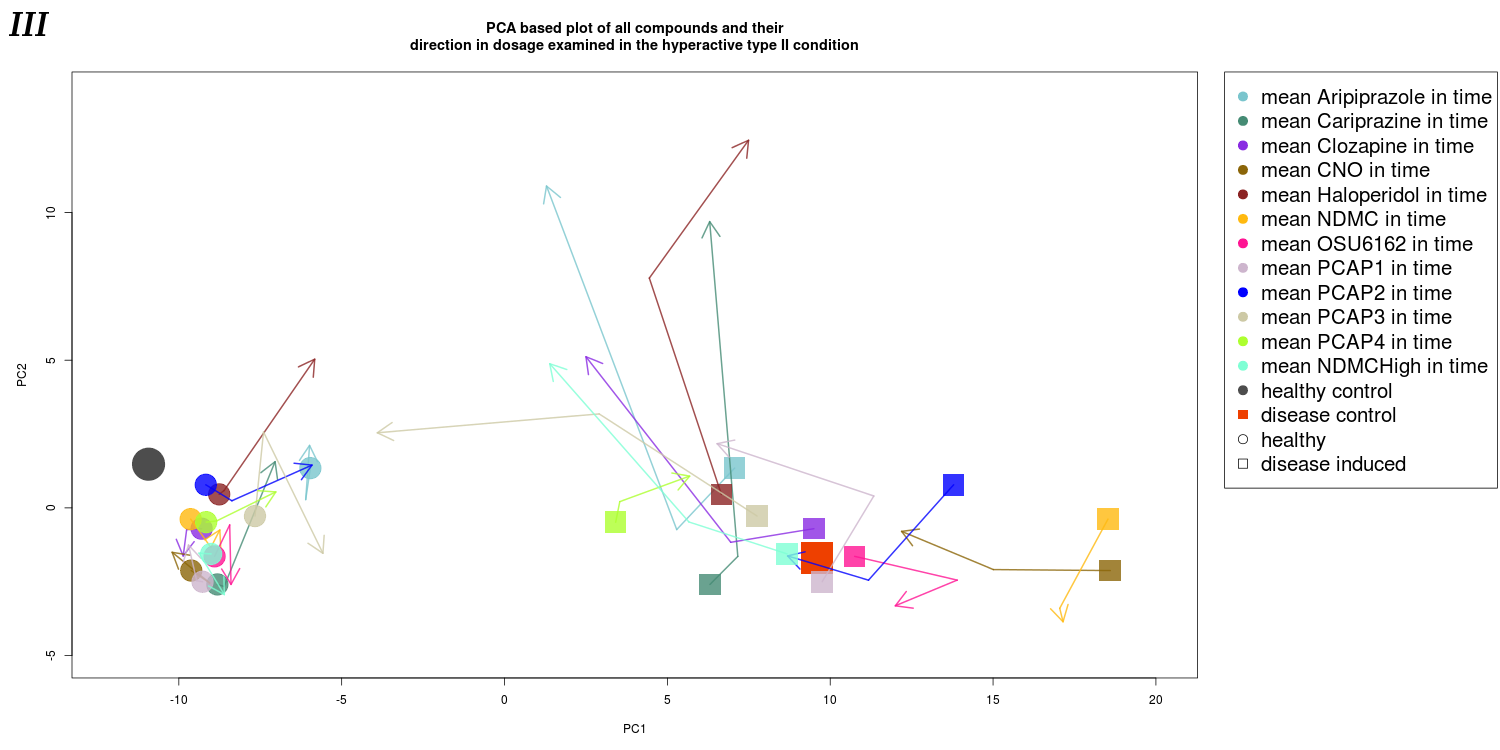 III
PCA based plot of all compounds and their
direction in dosage examined in the hyperactive type II condition
mean Aripiprazole in time
mean Cariprazine in time
mean Clozapine in time
mean CNO in time
mean Haloperidol in time
mean NDMC in time
mean OSU6162 in time
mean PCAP1 in time
mean PCAP2 in time
mean PCAP3 in time
mean PCAP4 in time
mean NDMCHigh in time
healthy control
disease control
healthy
disease induced
PC2
10
5
0
-5
-10
-5
0
5
10
15
20
PC1